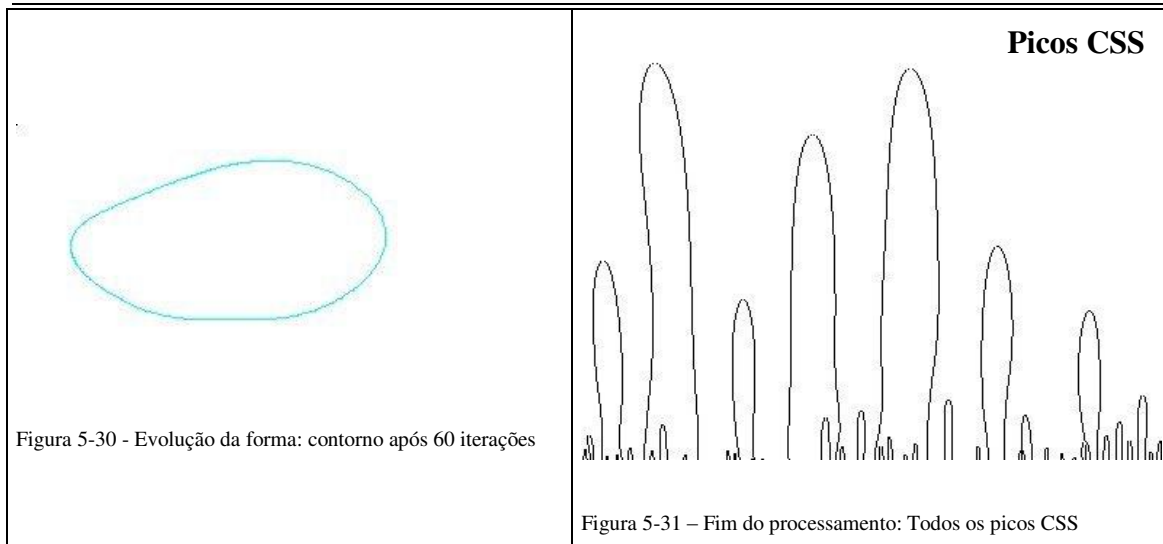 Figura 5-30 - Evolução da forma: contorno após 60 iterações
Picos CSS
Figura 5-31 – Fim do processamento: Todos os picos CSS